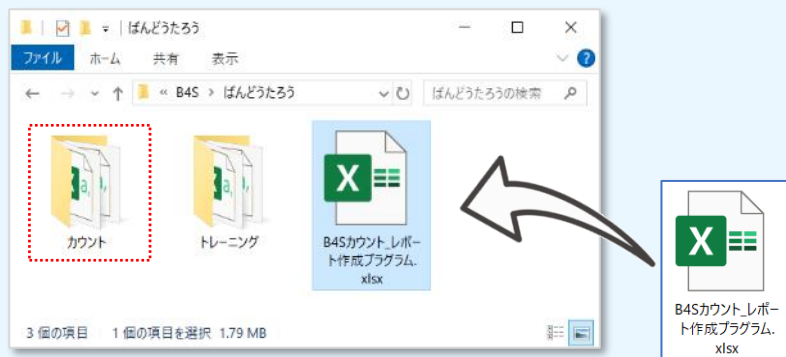 ばんどうたろう
ファイル ホーム 共有 表示
« B4S › ばんどうたろう ばんどうたろうの検索
カウント
トレーニング
B4Sカウント_レポー
ト作成プラグラム.
xlsx
B4Sカウント_レポー
ト作成プラグラム.
xlsx
3 個の項目 1 個の項目を選択 1.79 MB